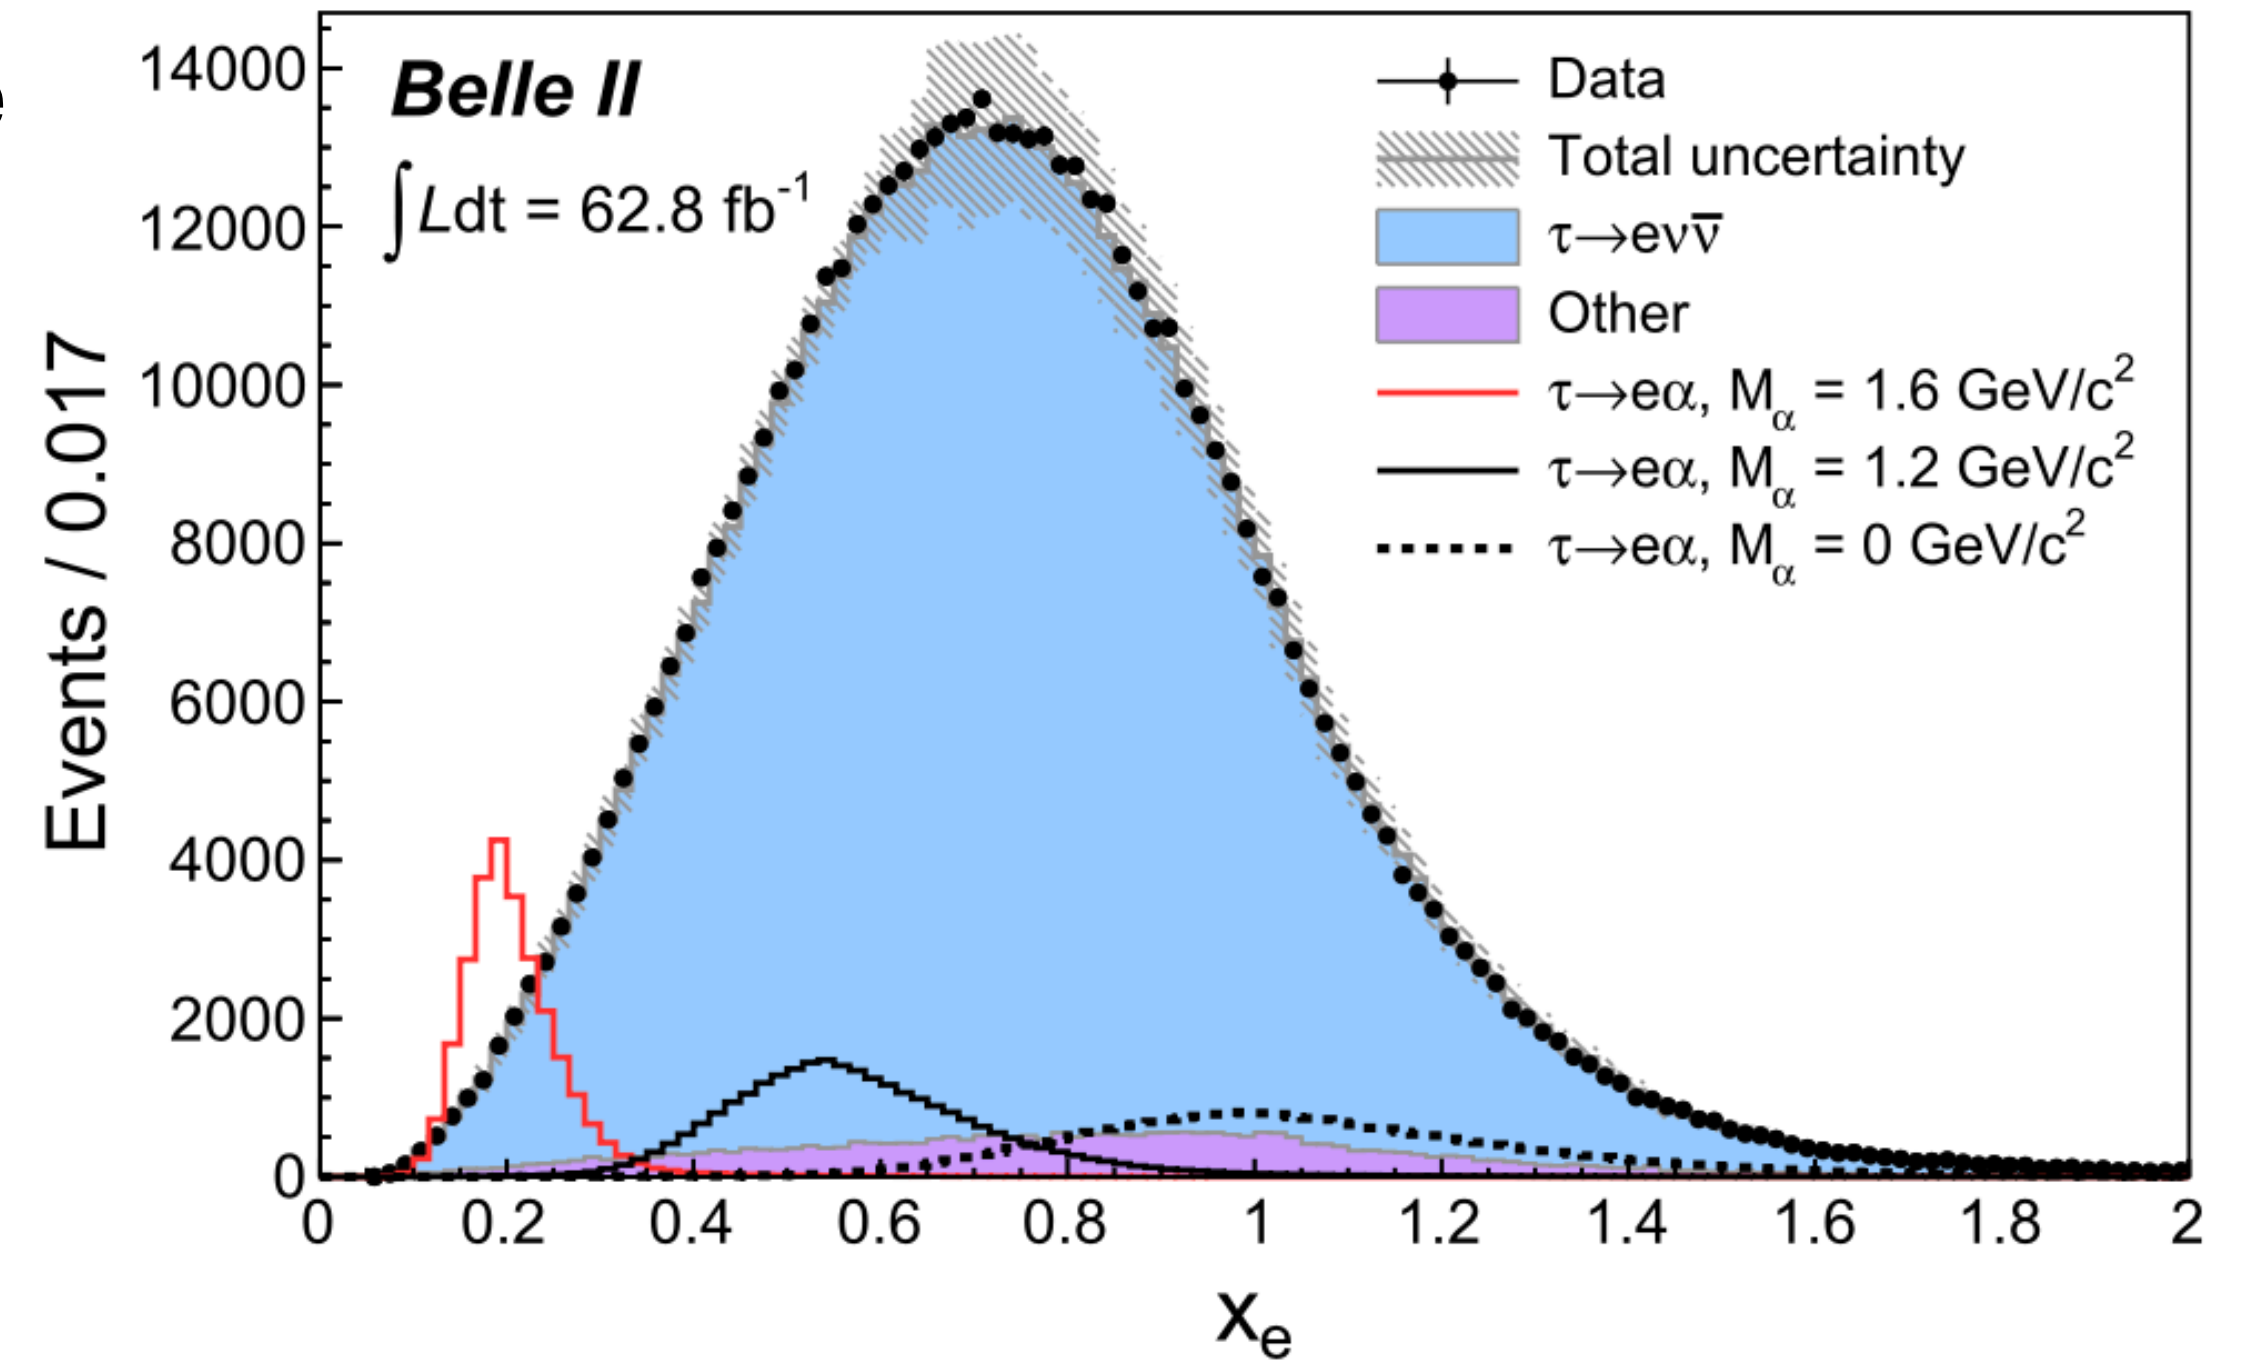 e
Belle II
∫Ldt = 62.8 fb⁻¹
Data
Total uncertainty
τ→eνν̅
Other
τ→eα, Mα = 1.6 GeV/c²
τ→eα, Mα = 1.2 GeV/c²
τ→eα, Mα = 0 GeV/c²
Events / 0.017
14000
12000
10000
8000
6000
4000
2000
0
0 0.2 0.4 0.6 0.8 1 1.2 1.4 1.6 1.8 2
xe